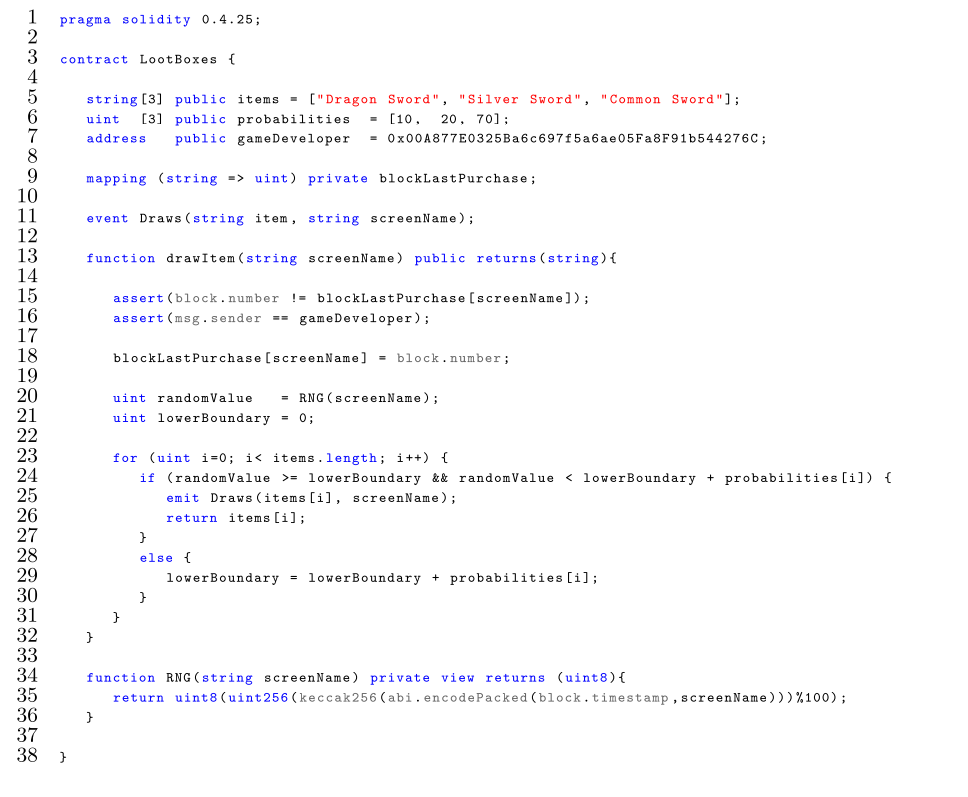 1 pragma solidity 0.4.25;
2
3 contract LootBoxes {
4
5 string[3] public items = ["Dragon Sword", "Silver Sword", "Common Sword"];
6 uint [3] public probabilities = [10, 20, 70];
7 address public gameDeveloper = 0x00A877E0325Ba6c697f5a6ae05Fa8F91b544276C;
8
9 mapping (string => uint) private blockLastPurchase;
10
11 event Draws(string item, string screenName);
12
13 function drawItem(string screenName) public returns(string){
14
15 assert(block.number != blockLastPurchase[screenName]);
16 assert(msg.sender == gameDeveloper);
17
18 blockLastPurchase[screenName] = block.number;
19
20 uint randomValue = RNG(screenName);
21 uint lowerBoundary = 0;
22
23 for (uint i=0; i< items.length; i++) {
24 if (randomValue >= lowerBoundary && randomValue < lowerBoundary + probabilities[i]) {
25 emit Draws(items[i], screenName);
26 return items[i];
27 }
28 else {
29 lowerBoundary = lowerBoundary + probabilities[i];
30 }
31 }
32 }
33
34 function RNG(string screenName) private view returns (uint8){
35 return uint8(uint256(keccak256(abi.encodePacked(block.timestamp,screenName)))%100);
36 }
37
38 }